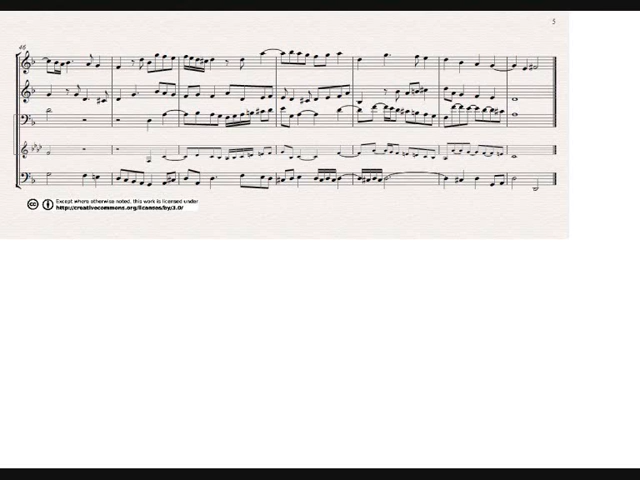 5
46
Except where otherwise noted, this work is licensed under
http://creativecommons.org/licenses/by/3.0/